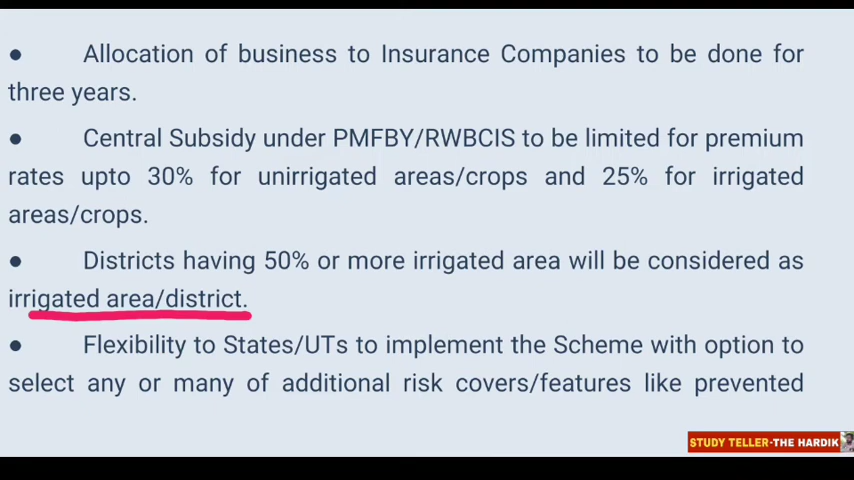 ● Allocation of business to Insurance Companies to be done for
three years.
● Central Subsidy under PMFBY/RWBCIS to be limited for premium
rates upto 30% for unirrigated areas/crops and 25% for irrigated
areas/crops.
● Districts having 50% or more irrigated area will be considered as
irrigated area/district.
● Flexibility to States/UTs to implement the Scheme with option to
select any or many of additional risk covers/features like prevented
STUDY TELLER-THE HARDIK